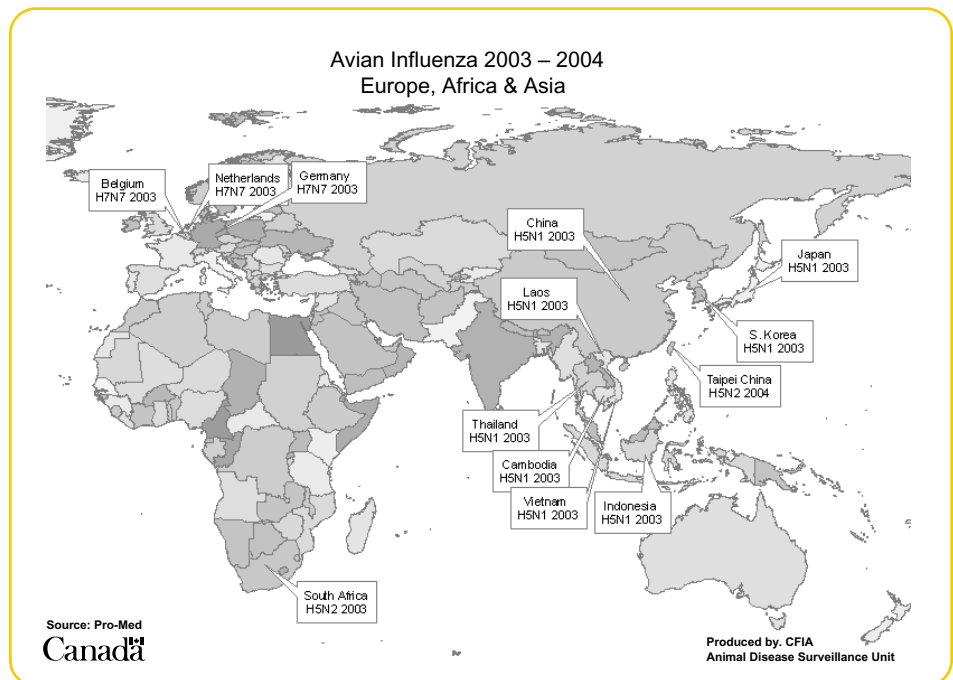 Avian Influenza 2003 – 2004
Europe, Africa & Asia
Belgium
H7N7 2003
Netherlands
H7N7 2003
Germany
H7N7 2003
China
H5N1 2003
Japan
H5N1 2003
Laos
H5N1 2003
S.Korea
H5N1 2003
Taipei China
H5N2 2004
Thailand
H5N1 2003
Cambodia
H5N1 2003
Vietnam
H5N1 2003
Indonesia
H5N1 2003
South Africa
H5N2 2003
Source: Pro-Med
Canada
Produced by. CFIA
Animal Disease Surveillance Unit